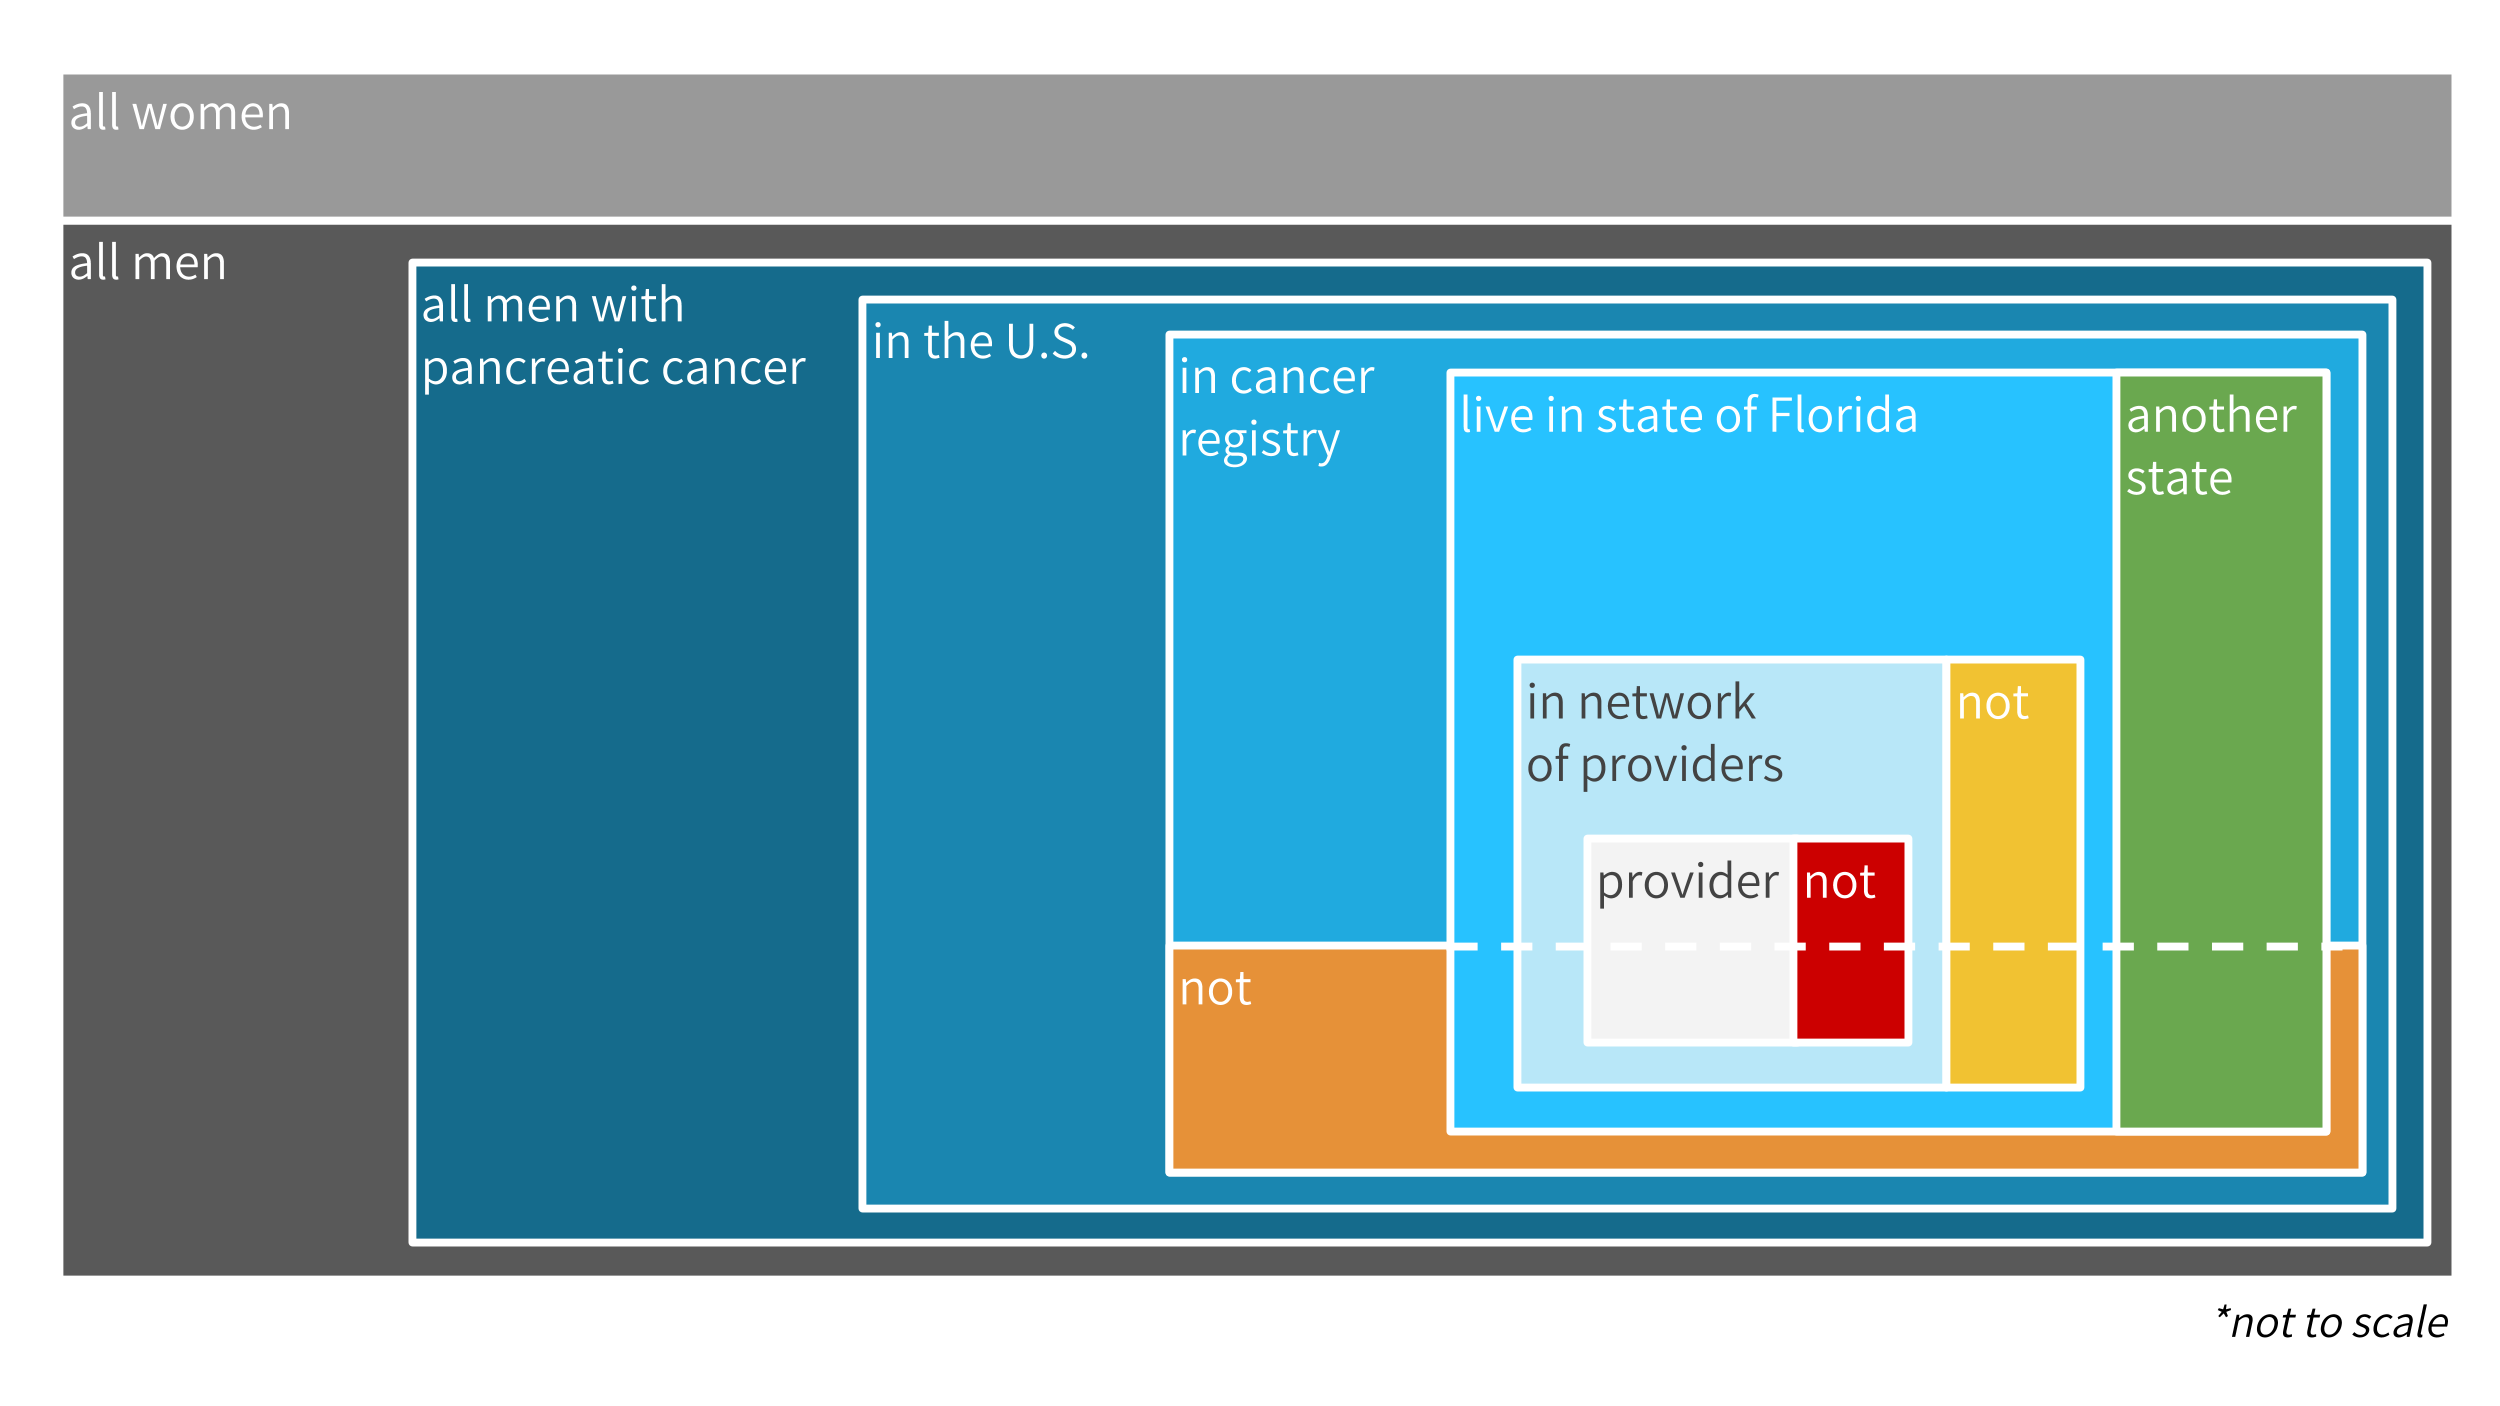 all women
all men
all men with
pancreatic cancer
in the U.S.
in cancer
registry
live in state of Florida
another
state
in network
of providers
not
provider
not
not
*not to scale